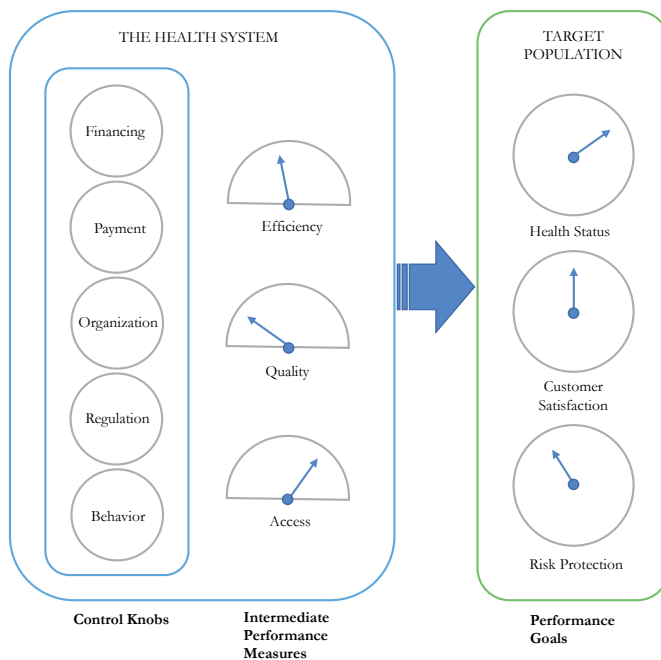 THE HEALTH SYSTEM
Financing
Payment
Organization
Regulation
Behavior
Efficiency
Quality
Access
TARGET
POPULATION
Health Status
Customer
Satisfaction
Risk Protection
Control Knobs
Intermediate
Performance
Measures
Performance
Goals